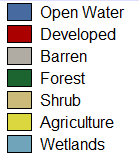 Open Water
Developed
Barren
Forest
Shrub
Agriculture
Wetlands